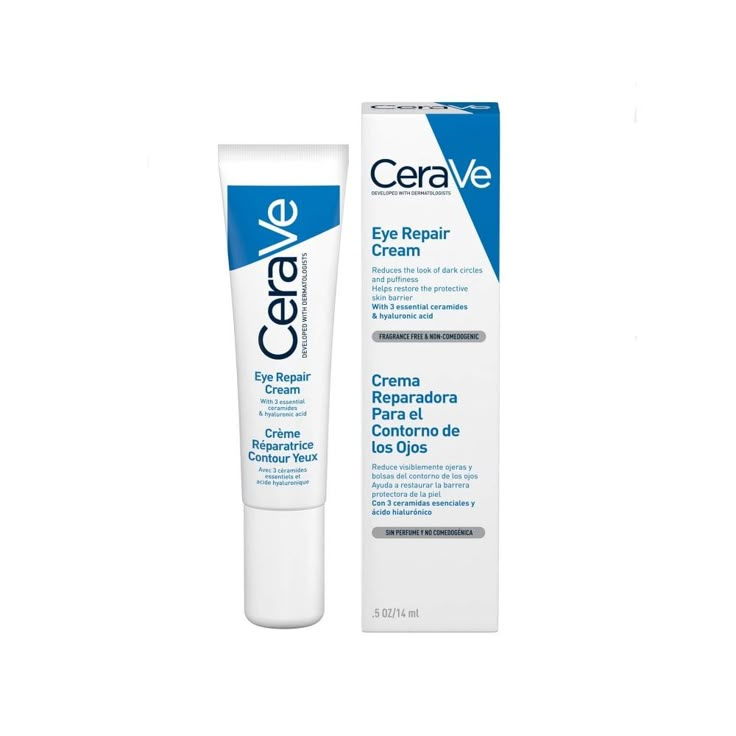 CeraVe
DEVELOPED WITH DERMATOLOGISTS
Eye Repair
Cream
With 3 essential
ceramides
& hyaluronic acid
Crème
Réparatrice
Contour Yeux
Avec 3 céramides
essentiels et
acide hyaluronique
CeraVe
CeraVe
DEVELOPED WITH DERMATOLOGISTS
Eye Repair
Cream
Reduces the look of dark circles
and puffiness
Helps restore the protective
skin barrier
With 3 essential ceramides
& hyaluronic acid
FRAGRANCE FREE & NON-COMEDOGENIC
Crema
Reparadora
Para el
Contorno de
los Ojos
Reduce visiblemente ojeras y
bolsas del contorno de los ojos
Ayuda a restaurar la barrera
protectora de la piel
Con 3 ceramidas esenciales y
ácido hialurónico
SIN PERFUME Y NO COMEDOGÉNICA
.5 OZ/14 ml